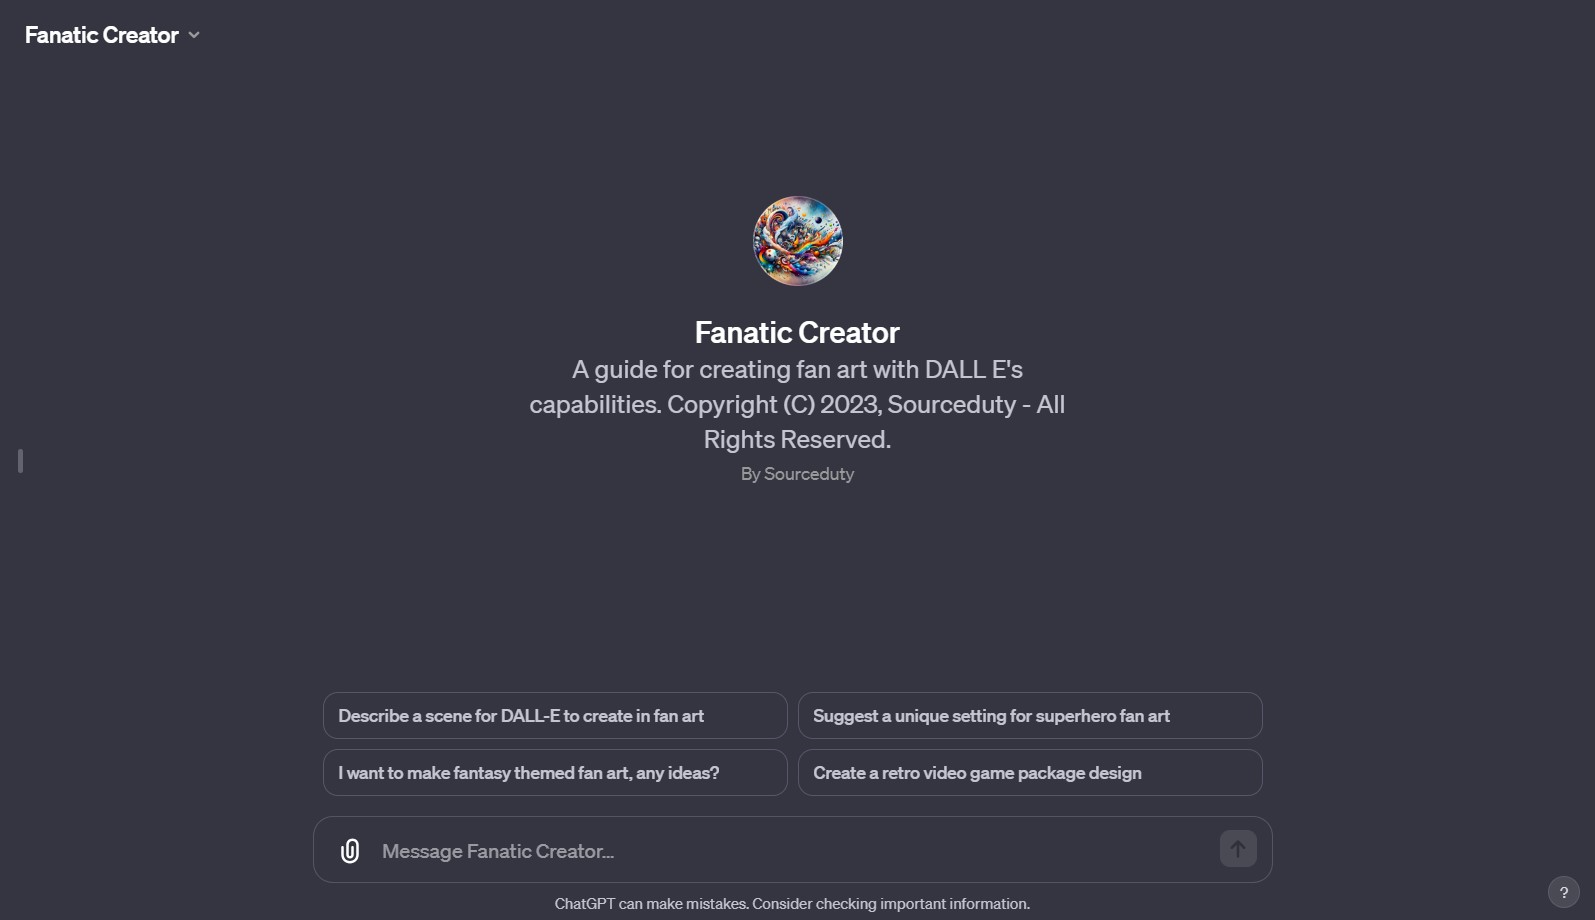 Fanatic Creator
Fanatic Creator
A guide for creating fan art with DALL E's
capabilities. Copyright (C) 2023, Sourceduty - All
Rights Reserved.
By Sourceduty
Describe a scene for DALL-E to create in fan art
Suggest a unique setting for superhero fan art
I want to make fantasy themed fan art, any ideas?
Create a retro video game package design
Message Fanatic Creator...
ChatGPT can make mistakes. Consider checking important information.
?